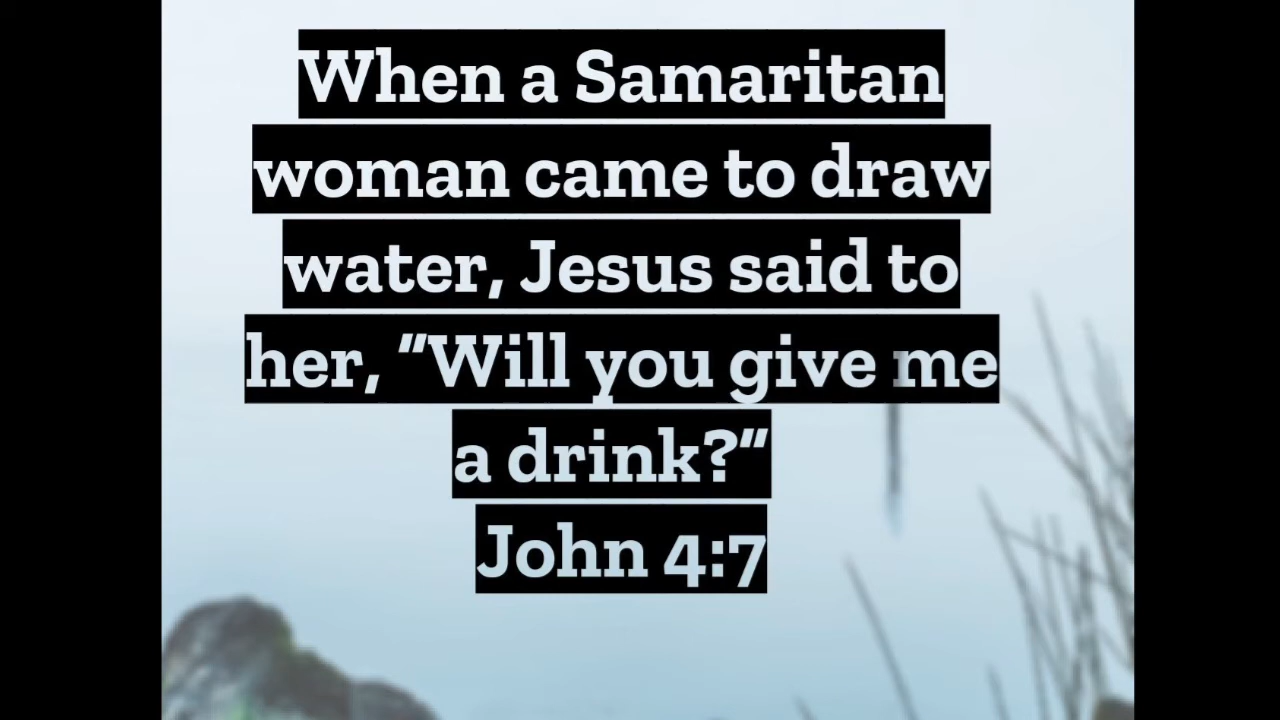 When a Samaritan
woman came to draw
water, Jesus said to
her, “Will you give me
a drink?”
John 4:7